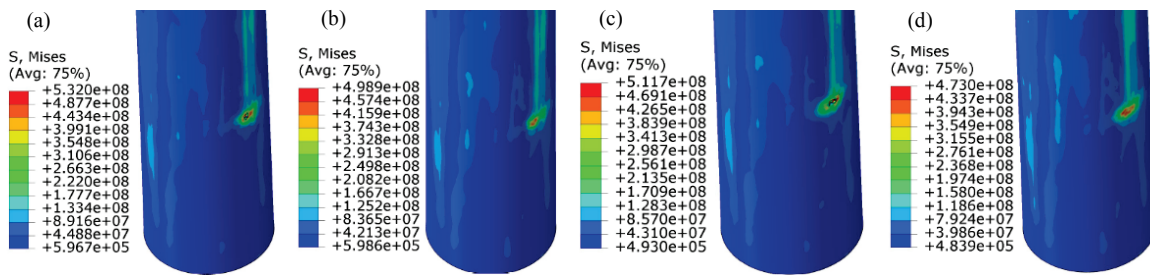 (a)
S, Mises
(Avg: 75%)
+5.320e+08
+4.877e+08
+4.434e+08
+3.991e+08
+3.548e+08
+3.106e+08
+2.663e+08
+2.220e+08
+1.777e+08
+1.334e+08
+8.916e+07
+4.488e+07
+5.967e+05
(b)
S, Mises
(Avg: 75%)
+4.989e+08
+4.574e+08
+4.159e+08
+3.743e+08
+3.328e+08
+2.913e+08
+2.498e+08
+2.082e+08
+1.667e+08
+1.252e+08
+8.365e+07
+4.213e+07
+5.986e+05
(c)
S, Mises
(Avg: 75%)
+5.117e+08
+4.691e+08
+4.265e+08
+3.839e+08
+3.413e+08
+2.987e+08
+2.561e+08
+2.135e+08
+1.709e+08
+1.283e+08
+8.570e+07
+4.310e+07
+4.930e+05
(d)
S, Mises
(Avg: 75%)
+4.730e+08
+4.337e+08
+3.943e+08
+3.549e+08
+3.155e+08
+2.761e+08
+2.368e+08
+1.974e+08
+1.580e+08
+1.186e+08
+7.924e+07
+3.986e+07
+4.839e+05